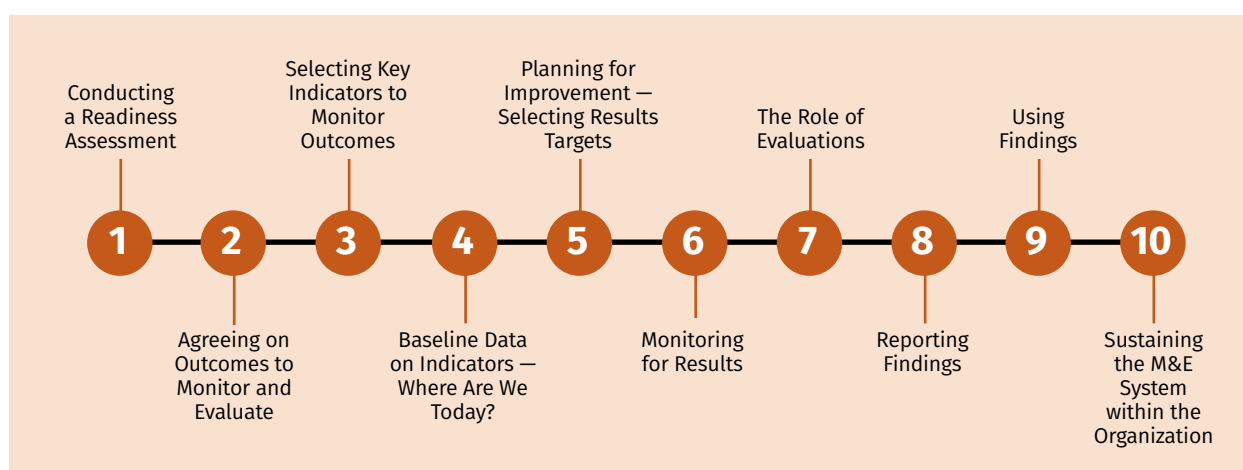 Conducting
a Readiness
Assessment
Selecting Key
Indicators to
Monitor
Outcomes
Planning for
Improvement —
Selecting Results
Targets
The Role of
Evaluations
Using
Findings
1
2
3
4
5
6
7
8
9
10
Agreeing on
Outcomes to
Monitor and
Evaluate
Baseline Data
on Indicators —
Where Are We
Today?
Monitoring
for Results
Reporting
Findings
Sustaining
the M&E
System
within the
Organization